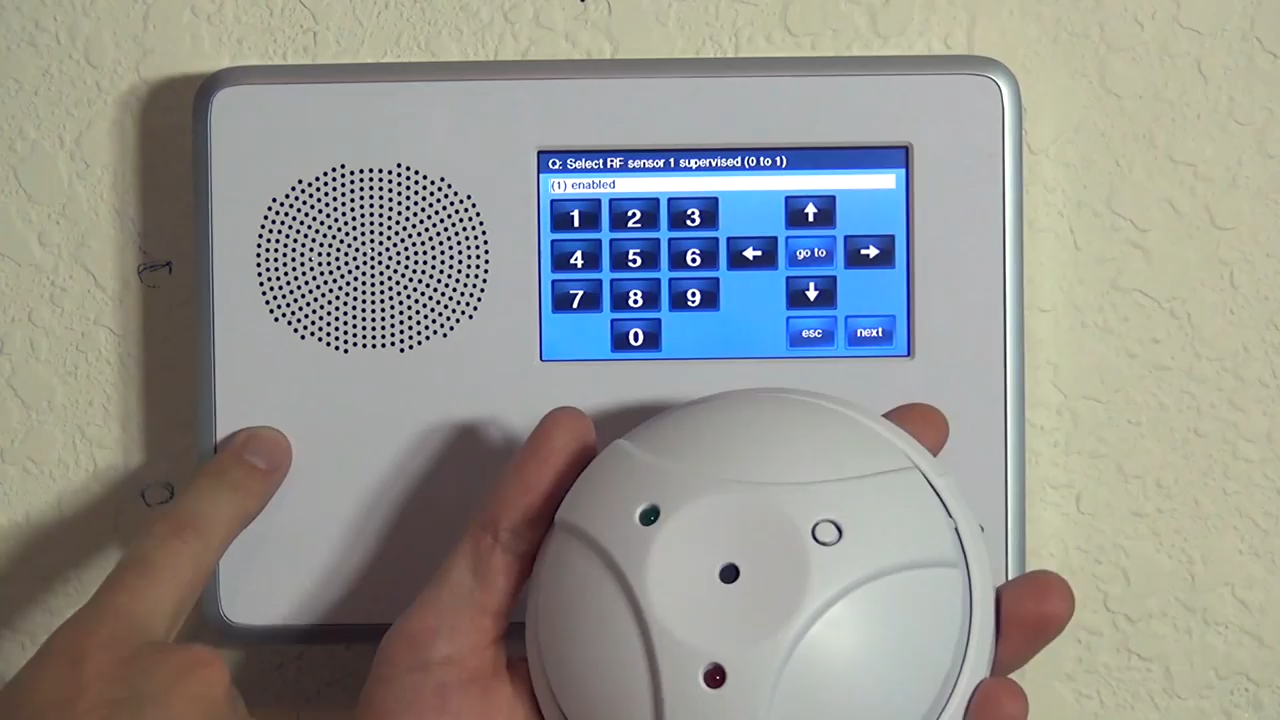 Q: Select RF sensor 1 supervised (0 to 1)
(1) enabled
1 2 3 ↑
4 5 6 ← go to →
7 8 9 ↓
0 esc next